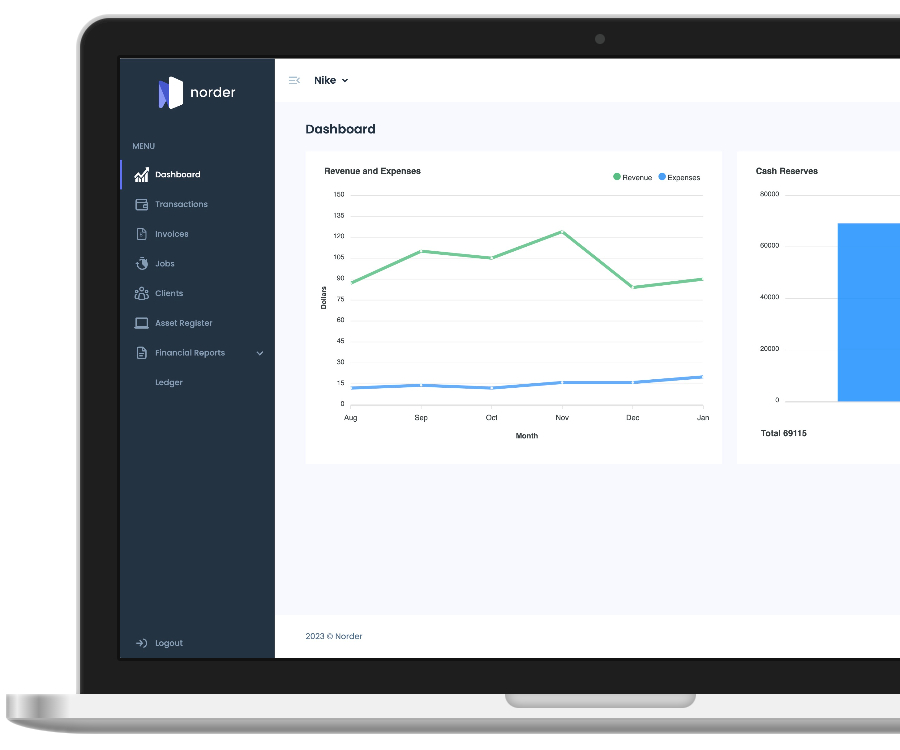 norder
Nike
MENU
Dashboard
Transactions
Invoices
Jobs
Clients
Asset Register
Financial Reports
Ledger
Logout
Dashboard
Revenue and Expenses
Revenue Expenses
150
135
120
105
90
75
60
45
30
15
0
Dollars
Aug Sep Oct Nov Dec Jan
Month
Cash Reserves
80000
60000
40000
20000
0
Total 69115
2023 © Norder